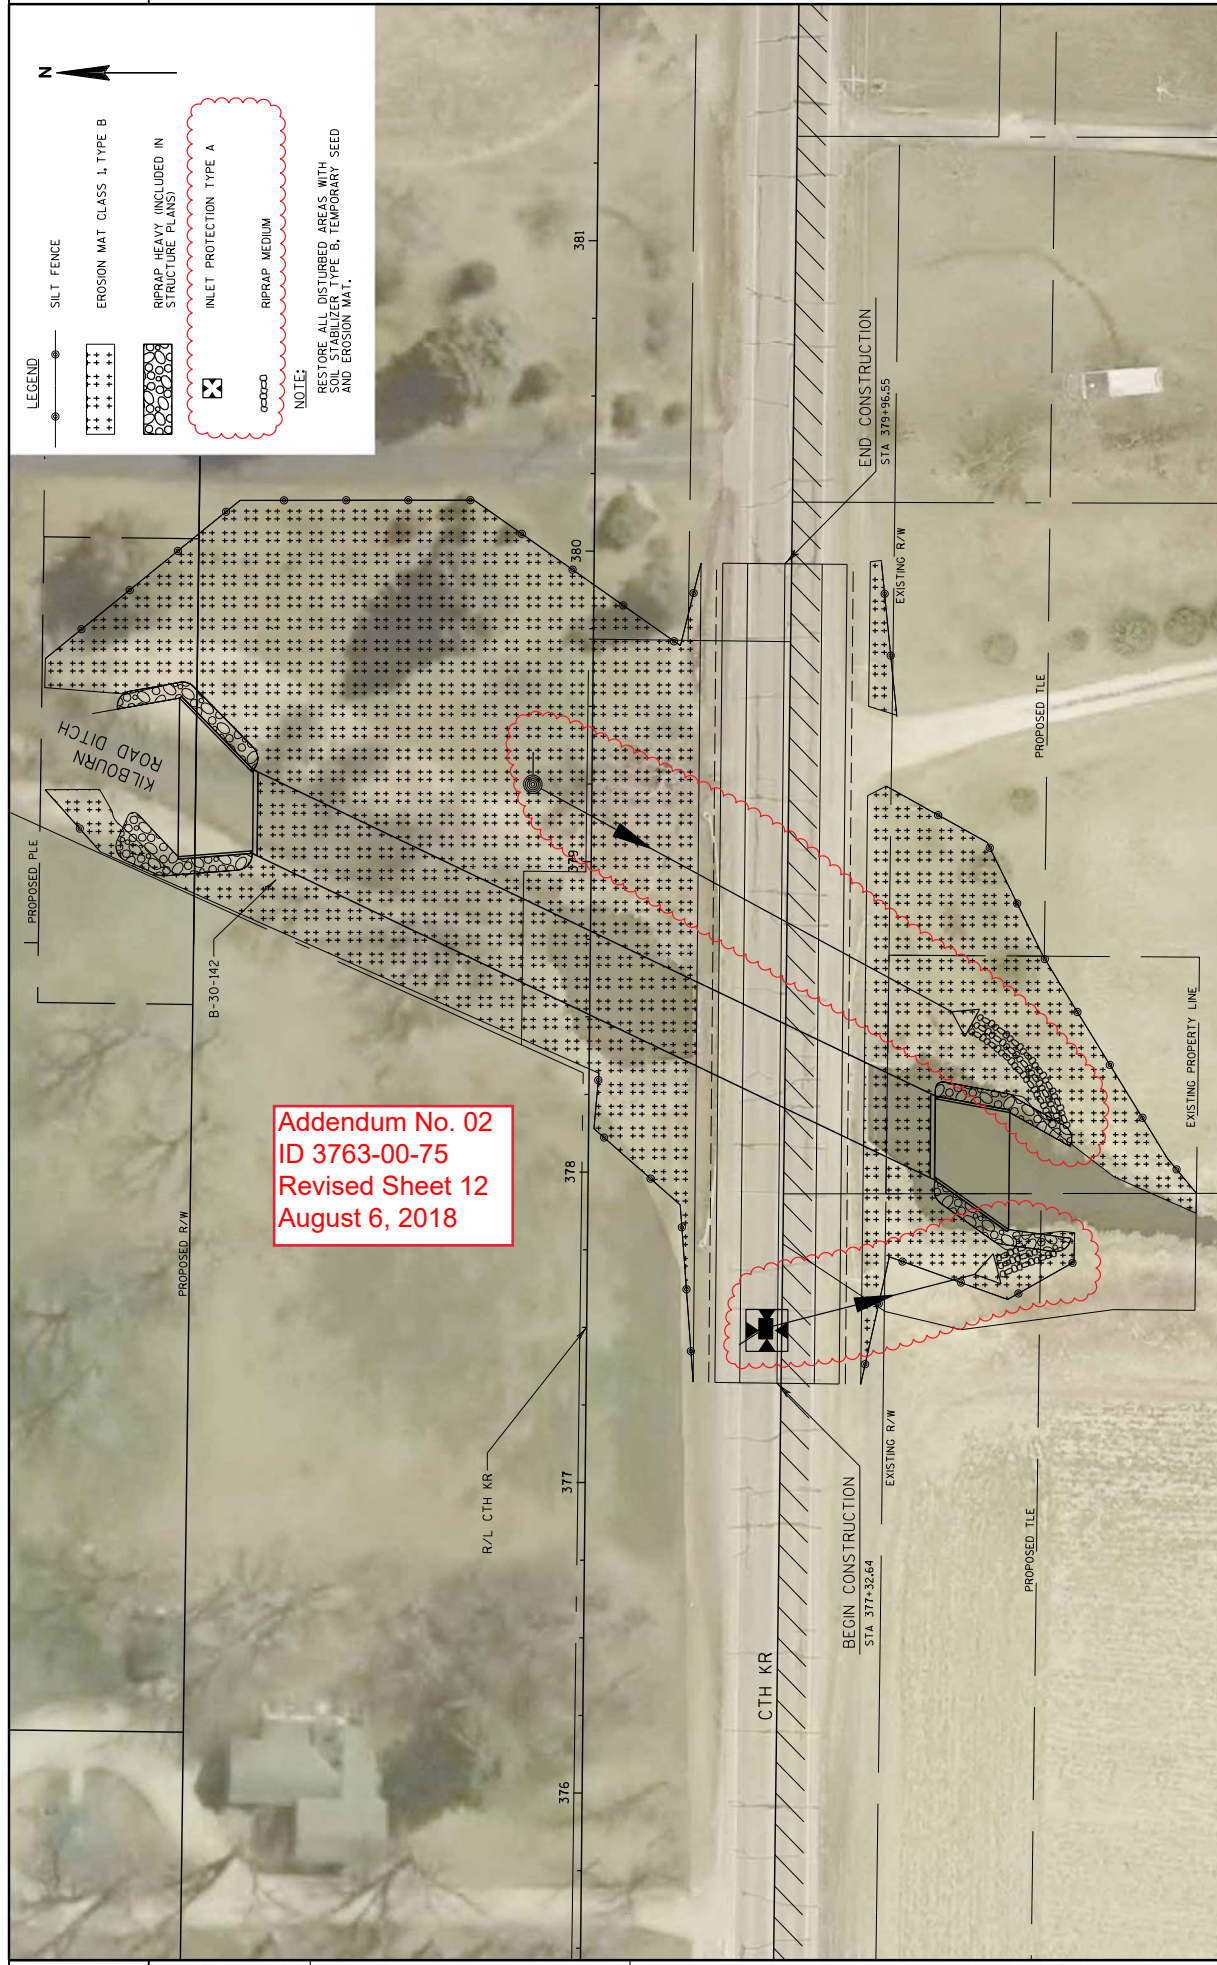 N
LEGEND
SILT FENCE
EROSION MAT CLASS 1, TYPE B
RIPRAP HEAVY (INCLUDED IN
STRUCTURE PLANS)
INLET PROTECTION TYPE A
RIPRAP MEDIUM
NOTE:
RESTORE ALL DISTURBED AREAS WITH
SOIL STABILIZER TYPE B, TEMPORARY SEED
AND EROSION MAT.
KILBOURN
ROAD DITCH
PROPOSED PLE
B-30-142
PROPOSED R/W
Addendum No. 02
ID 3763-00-75
Revised Sheet 12
August 6, 2018
R/L CTH KR
376
377
378
379
380
381
CTH KR
BEGIN CONSTRUCTION
STA 377+32.64
END CONSTRUCTION
STA 379+96.55
EXISTING R/W
EXISTING R/W
PROPOSED TLE
PROPOSED TLE
EXISTING PROPERTY LINE